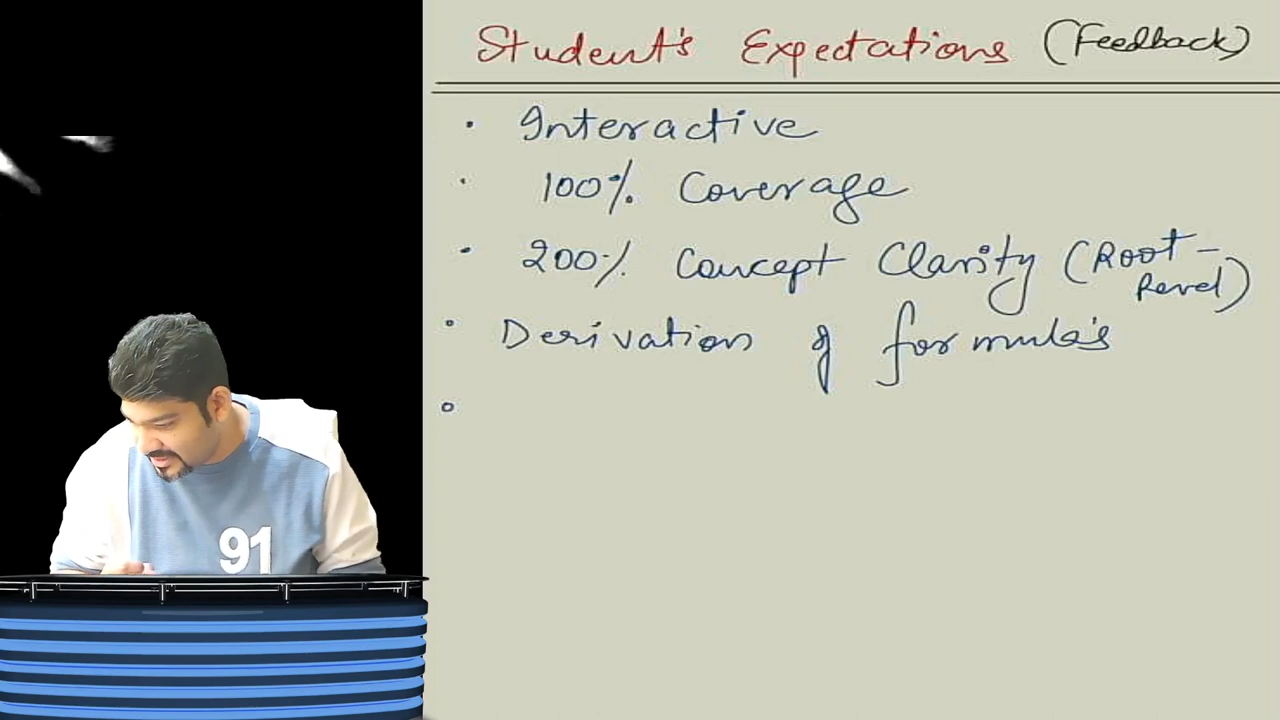 Student's Expectations (Feedback)
• Interactive
• 100% Coverage
• 200% Concept Clarity (Root-
level)
• Derivation of formula's
91